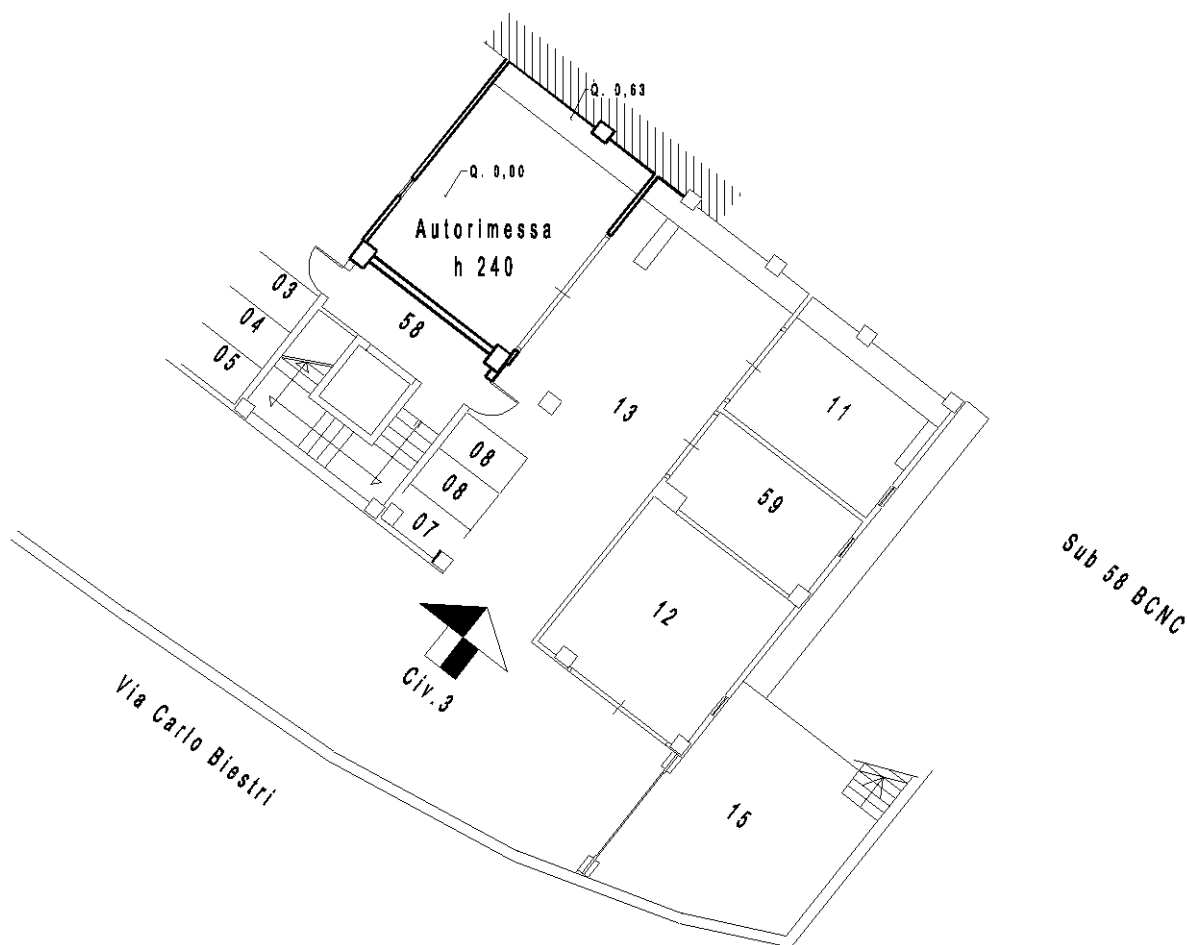 Q. 0,63
Q. 0,00
Autorimessa
h 240
03
04
05
58
13
11
08
08
07
59
12
Sub 58 BCNC
Civ.3
Via Carlo Biestri
15